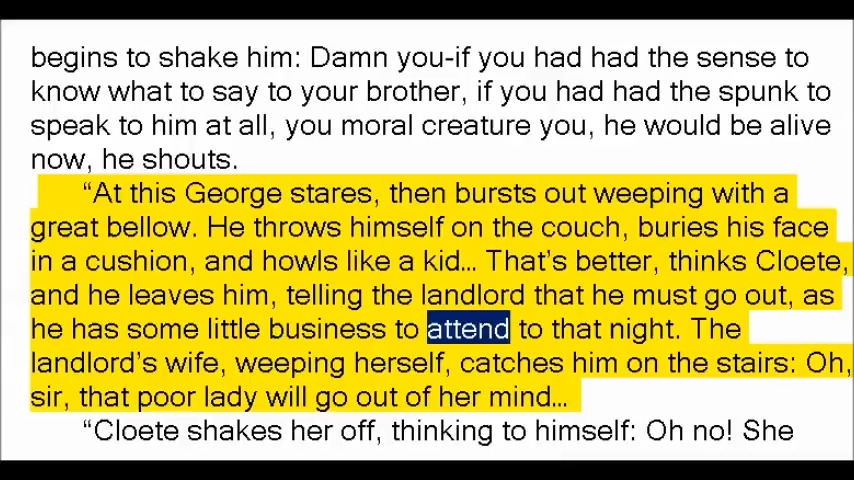 begins to shake him: Damn you-if you had had the sense to
know what to say to your brother, if you had had the spunk to
speak to him at all, you moral creature you, he would be alive
now, he shouts.
“At this George stares, then bursts out weeping with a
great bellow. He throws himself on the couch, buries his face
in a cushion, and howls like a kid… That’s better, thinks Cloete,
and he leaves him, telling the landlord that he must go out, as
he has some little business to attend to that night. The
landlord’s wife, weeping herself, catches him on the stairs: Oh,
sir, that poor lady will go out of her mind…
“Cloete shakes her off, thinking to himself: Oh no! She